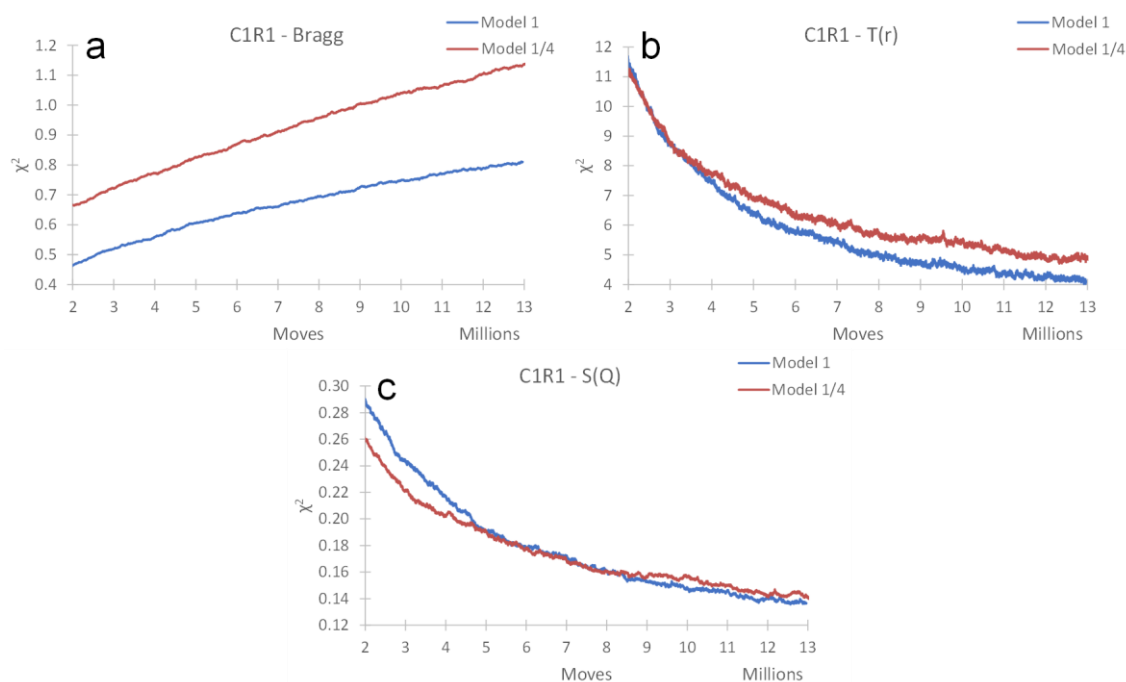 a
C1R1 - Bragg
Model 1
Model 1/4
1.2
1.1
1.0
0.9
0.8
0.7
0.6
0.5
0.4
χ²
2 3 4 5 6 7 8 9 10 11 12 13
Moves Millions
b
C1R1 - T(r)
Model 1
Model 1/4
12
11
10
9
8
7
6
5
4
χ²
2 3 4 5 6 7 8 9 10 11 12 13
Moves Millions
c
C1R1 - S(Q)
Model 1
Model 1/4
0.30
0.28
0.26
0.24
0.22
0.20
0.18
0.16
0.14
0.12
χ²
2 3 4 5 6 7 8 9 10 11 12 13
Moves Millions